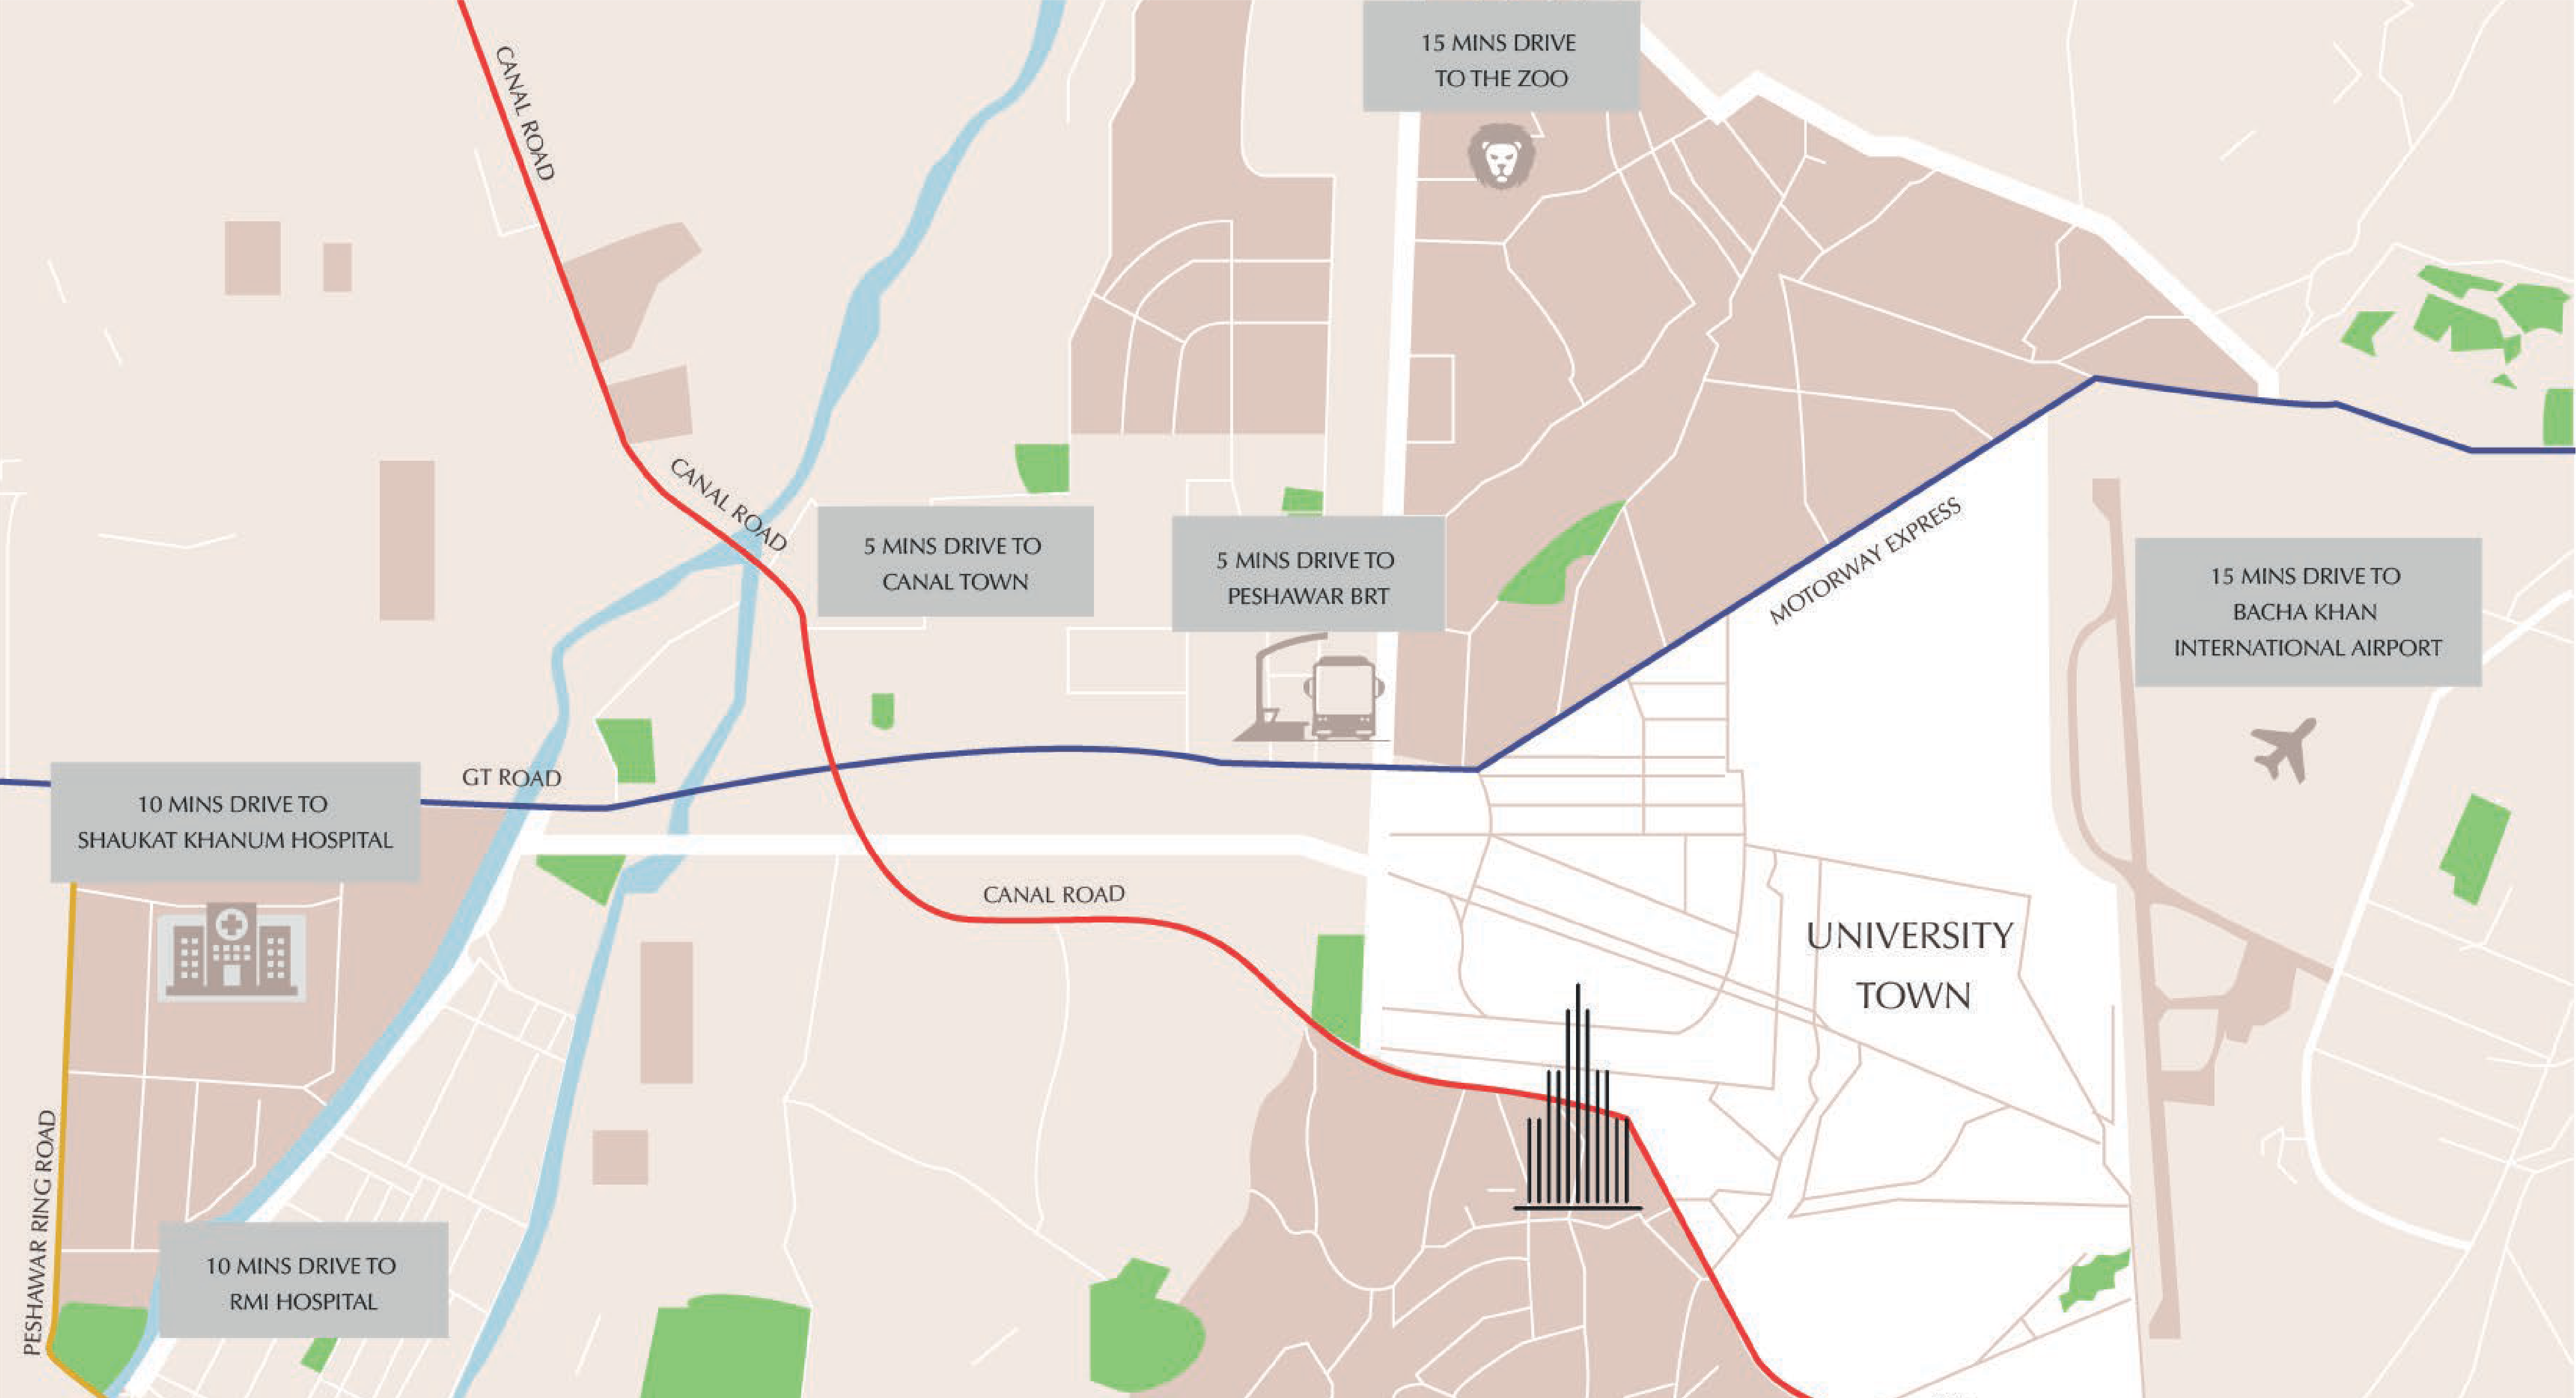 CANAL ROAD
15 MINS DRIVE
TO THE ZOO
CANAL ROAD
5 MINS DRIVE TO
CANAL TOWN
5 MINS DRIVE TO
PESHAWAR BRT
MOTORWAY EXPRESS
15 MINS DRIVE TO
BACHA KHAN
INTERNATIONAL AIRPORT
GT ROAD
10 MINS DRIVE TO
SHAUKAT KHANUM HOSPITAL
CANAL ROAD
UNIVERSITY
TOWN
PESHAWAR RING ROAD
10 MINS DRIVE TO
RMI HOSPITAL